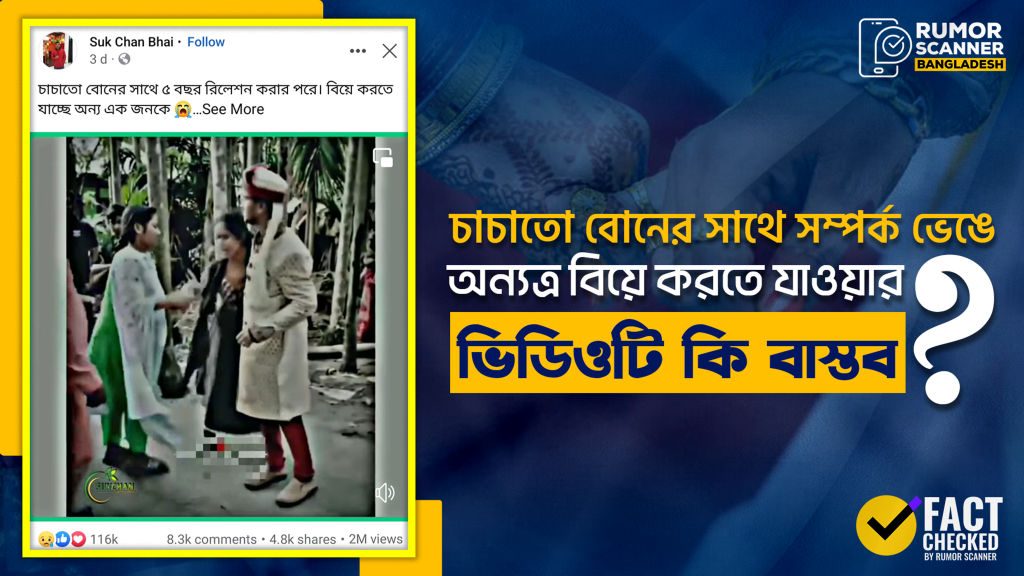 Suk Chan Bhai · Follow
3 d ·
চাচাতো বোনের সাথে ৫ বছর রিলেশন করার পরে। বিয়ে করতে
যাচ্ছে অন্য এক জনকে 😭...See More
116k
8.3k comments • 4.8k shares • 2M views
RUMOR
SCANNER
BANGLADESH
চাচাতো বোনের সাথে সম্পর্ক ভেঙে
অন্যত্র বিয়ে করতে যাওয়ার
ভিডিওটি কি বাস্তব ?
FACT
CHECKED
BY RUMOR SCANNER